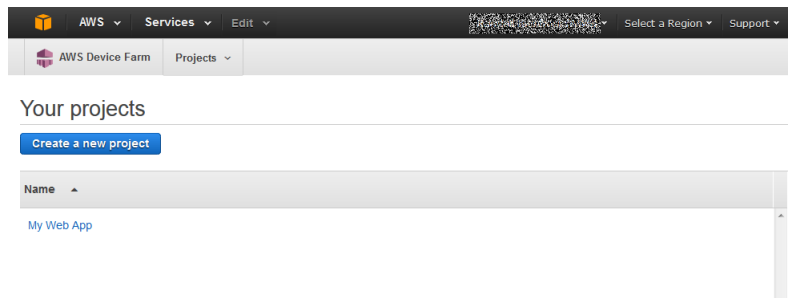 AWS Services Edit Select a Region Support
AWS Device Farm Projects
Your projects
Create a new project
Name
My Web App